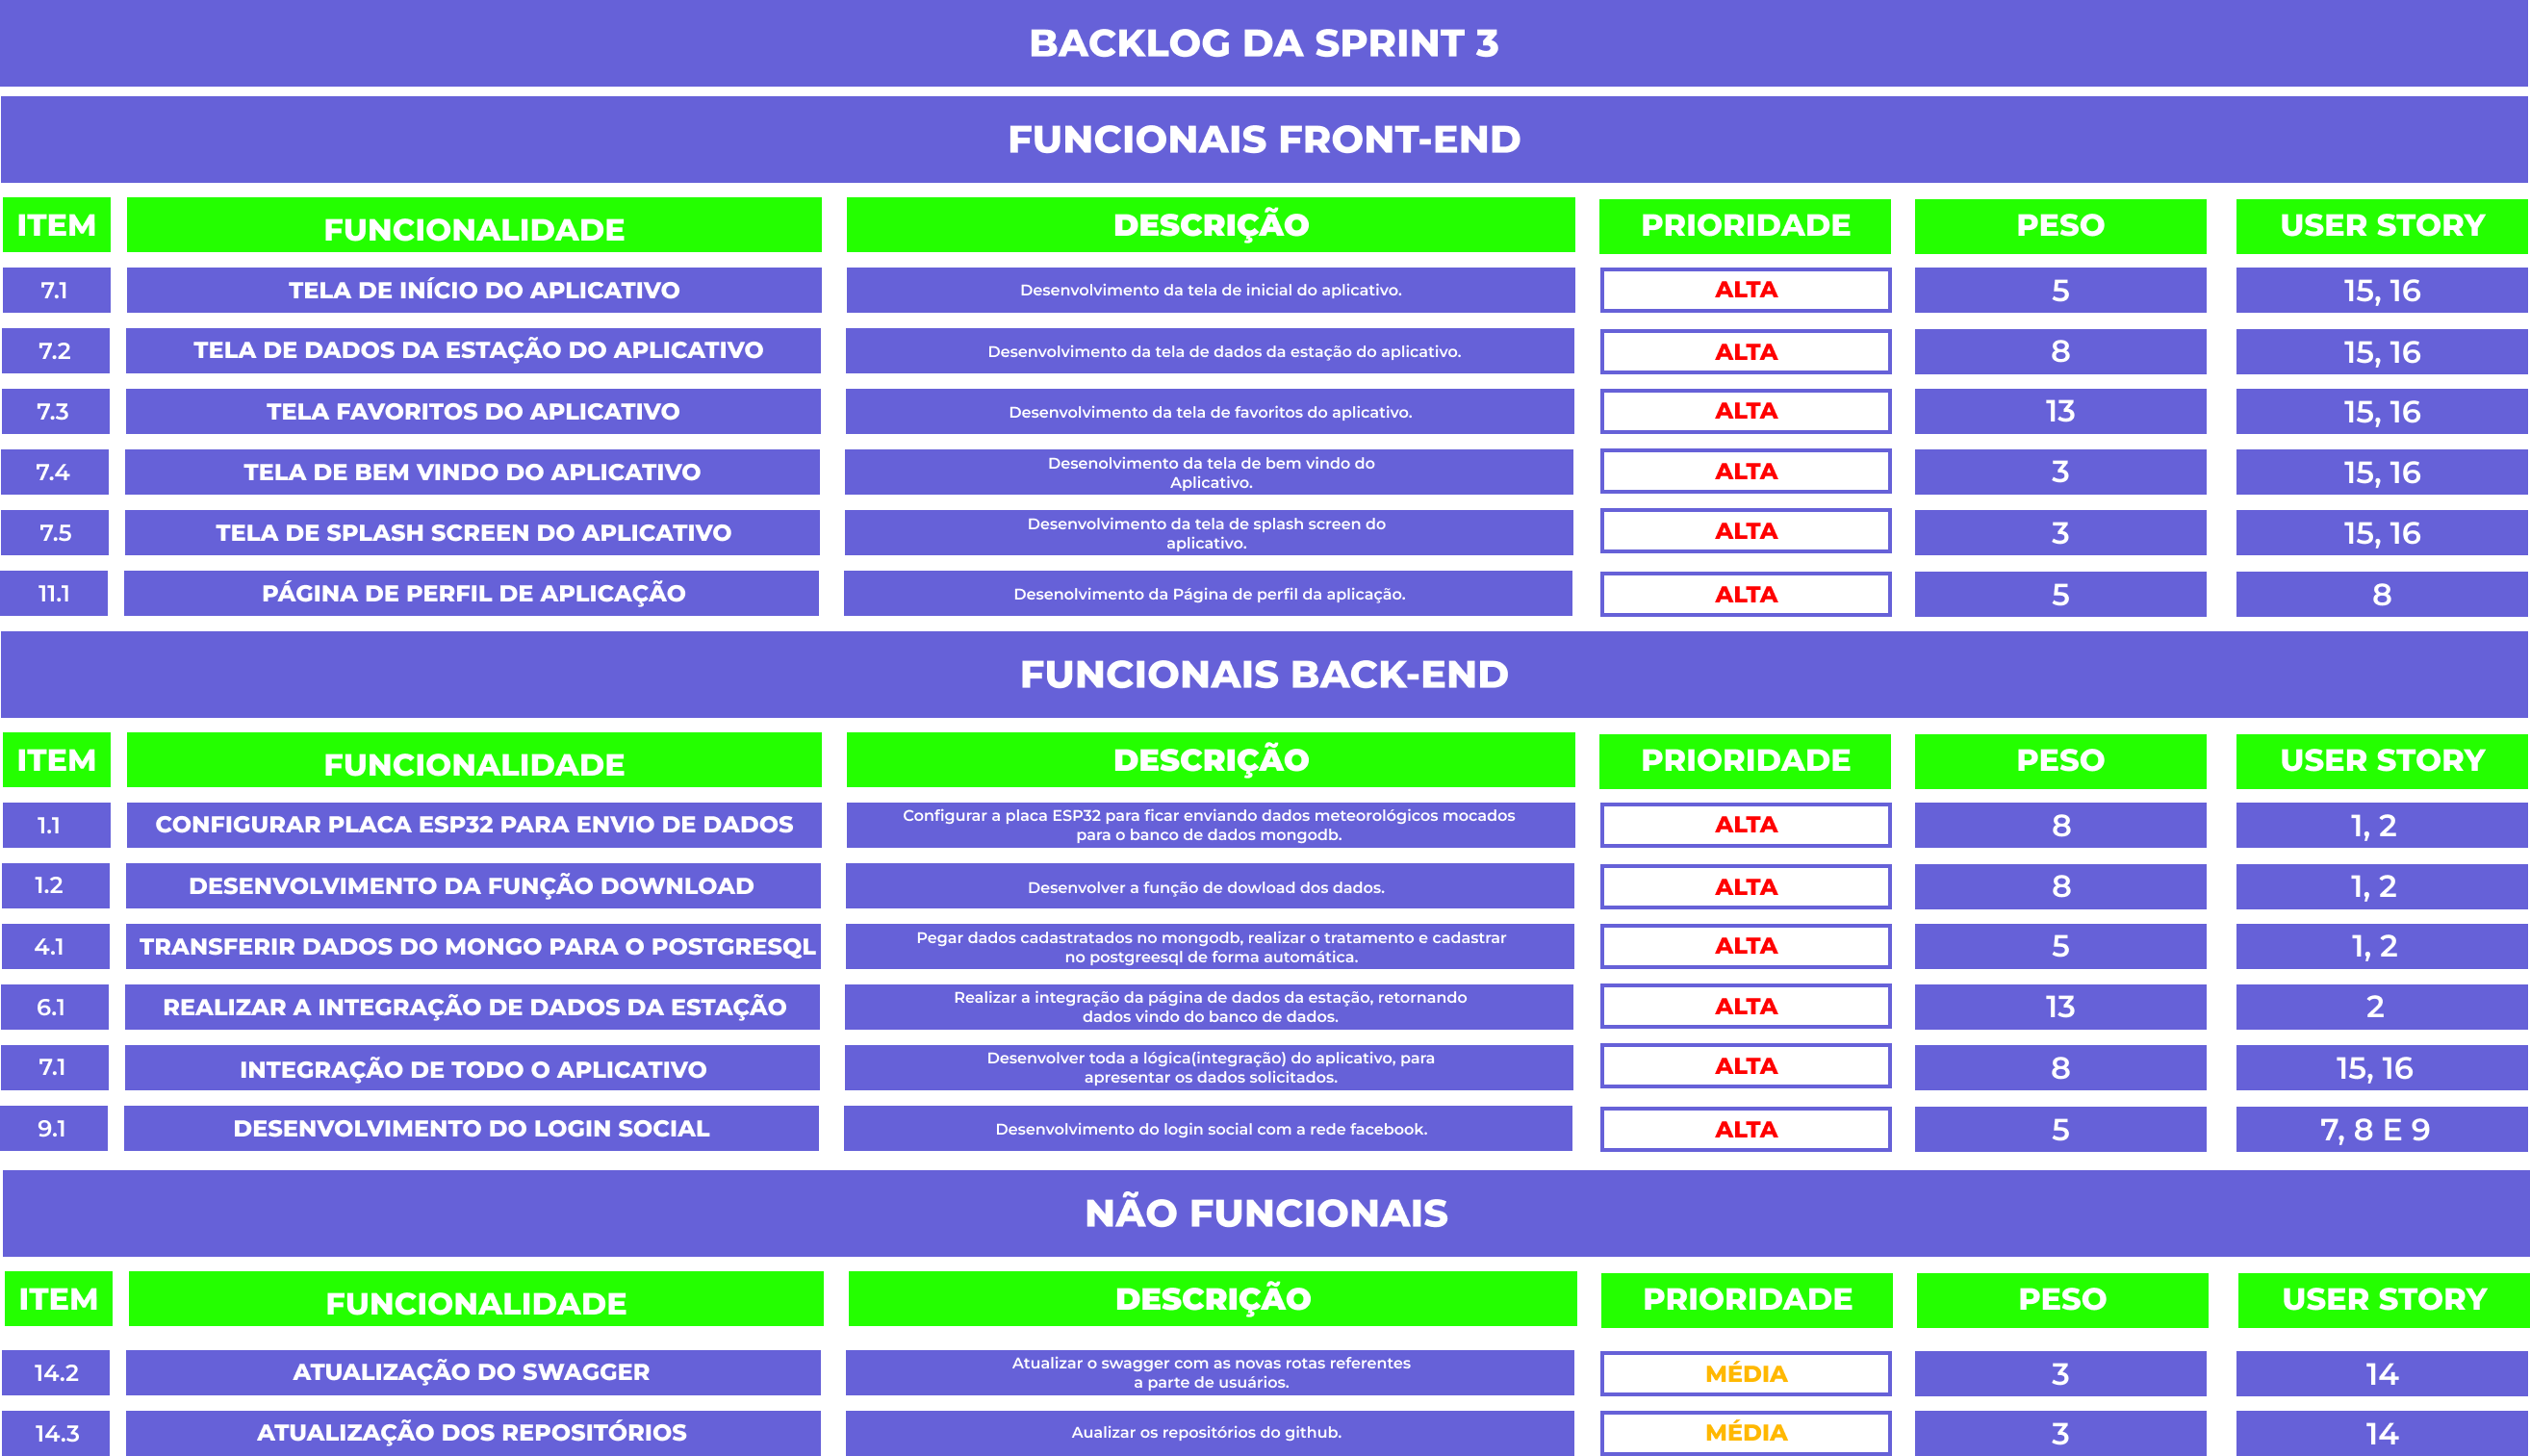 BACKLOG DA SPRINT 3
FUNCIONAIS FRONT-END
ITEM FUNCIONALIDADE DESCRIÇÃO PRIORIDADE PESO USER STORY
7.1 TELA DE INÍCIO DO APLICATIVO Desenvolvimento da tela de inicial do aplicativo. ALTA 5 15, 16
7.2 TELA DE DADOS DA ESTAÇÃO DO APLICATIVO Desenvolvimento da tela de dados da estação do aplicativo. ALTA 8 15, 16
7.3 TELA FAVORITOS DO APLICATIVO Desenvolvimento da tela de favoritos do aplicativo. ALTA 13 15, 16
7.4 TELA DE BEM VINDO DO APLICATIVO Desenolvimento da tela de bem vindo do
Aplicativo. ALTA 3 15, 16
7.5 TELA DE SPLASH SCREEN DO APLICATIVO Desenvolvimento da tela de splash screen do
aplicativo. ALTA 3 15, 16
11.1 PÁGINA DE PERFIL DE APLICAÇÃO Desenolvimento da Página de perfil da aplicação. ALTA 5 8
FUNCIONAIS BACK-END
ITEM FUNCIONALIDADE DESCRIÇÃO PRIORIDADE PESO USER STORY
1.1 CONFIGURAR PLACA ESP32 PARA ENVIO DE DADOS Configurar a placa ESP32 para ficar enviando dados meteorológicos mocados
para o banco de dados mongodb. ALTA 8 1, 2
1.2 DESENVOLVIMENTO DA FUNÇÃO DOWNLOAD Desenvolver a função de dowload dos dados. ALTA 8 1, 2
4.1 TRANSFERIR DADOS DO MONGO PARA O POSTGRESQL Pegar dados cadastratados no mongodb, realizar o tratamento e cadastrar
no postgreesql de forma automática. ALTA 5 1, 2
6.1 REALIZAR A INTEGRAÇÃO DE DADOS DA ESTAÇÃO Realizar a integração da página de dados da estação, retornando
dados vindo do banco de dados. ALTA 13 2
7.1 INTEGRAÇÃO DE TODO O APLICATIVO Desenvolver toda a lógica(integração) do aplicativo, para
apresentar os dados solicitados. ALTA 8 15, 16
9.1 DESENVOLVIMENTO DO LOGIN SOCIAL Desenvolvimento do login social com a rede facebook. ALTA 5 7, 8 E 9
NÃO FUNCIONAIS
ITEM FUNCIONALIDADE DESCRIÇÃO PRIORIDADE PESO USER STORY
14.2 ATUALIZAÇÃO DO SWAGGER Atualizar o swagger com as novas rotas referentes
a parte de usuários. MÉDIA 3 14
14.3 ATUALIZAÇÃO DOS REPOSITÓRIOS Aualizar os repositórios do github. MÉDIA 3 14